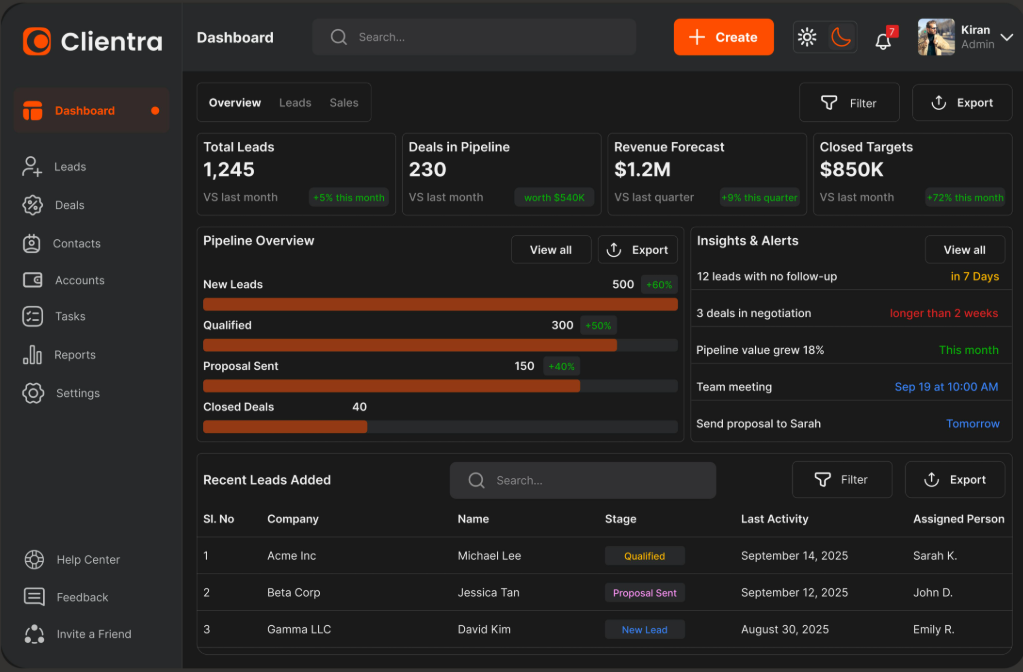 Clientra
Dashboard
Search...
Create
7
Kiran
Admin
Dashboard
Leads
Deals
Contacts
Accounts
Tasks
Reports
Settings
Help Center
Feedback
Invite a Friend
Overview Leads Sales
Filter
Export
Total Leads
1,245
VS last month +5% this month
Deals in Pipeline
230
VS last month worth $540K
Revenue Forecast
$1.2M
VS last quarter +9% this quarter
Closed Targets
$850K
VS last month +72% this month
Pipeline Overview
View all
Export
New Leads 500 +60%
Qualified 300 +50%
Proposal Sent 150 +40%
Closed Deals 40
Insights & Alerts
View all
12 leads with no follow-up in 7 Days
3 deals in negotiation longer than 2 weeks
Pipeline value grew 18% This month
Team meeting Sep 19 at 10:00 AM
Send proposal to Sarah Tomorrow
Recent Leads Added
Search...
Filter
Export
Sl. No Company Name Stage Last Activity Assigned Person
1 Acme Inc Michael Lee Qualified September 14, 2025 Sarah K.
2 Beta Corp Jessica Tan Proposal Sent September 12, 2025 John D.
3 Gamma LLC David Kim New Lead August 30, 2025 Emily R.